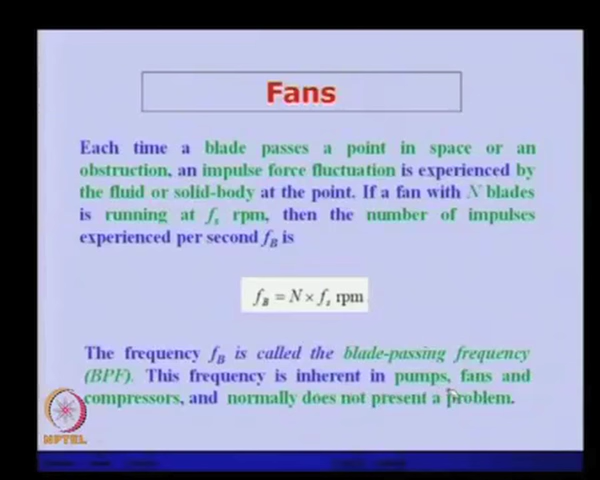 Fans
Each time a blade passes a point in space or an
obstruction, an impulse force fluctuation is experienced by
the fluid or solid-body at the point. If a fan with N blades
is running at fs rpm, then the number of impulses
experienced per second fB is
fB = N × fs rpm
The frequency fB is called the blade-passing frequency
(BPF). This frequency is inherent in pumps, fans and
compressors, and normally does not present a problem.
NPTEL